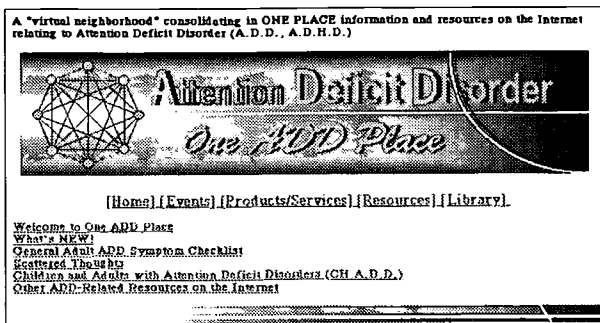 A "virtual neighborhood" consolidating in ONE PLACE information and resources on the Internet
relating to Attention Deficit Disorder (A.D.D., A.D.H.D.)
Attention Deficit Disorder
One ADD Place
[Home] [Events] [Products/Services] [Resources] [Library]
Welcome to One ADD Place
What's NEW!
General Adult ADD Symptom Checklist
Scattered Thoughts
Children and Adults with Attention Deficit Disorders (CH.A.D.D.)
Other ADD-Related Resources on the Internet